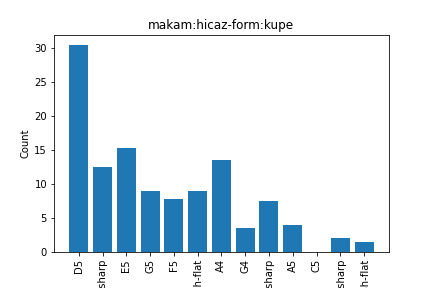 makam:hicaz-form:kupe
Count
30
25
20
15
10
5
0
D5
sharp
E5
G5
F5
h-flat
A4
G4
sharp
A5
C5
sharp
h-flat